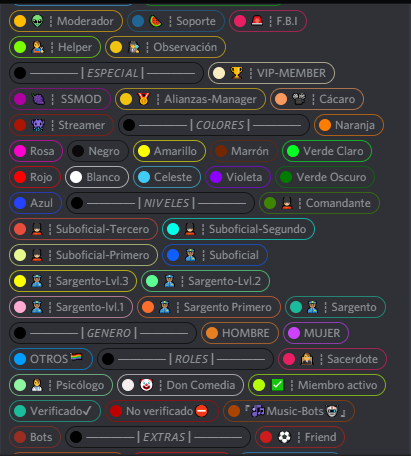 👽 ┊ Moderador 🍉 ┊ Soporte 🚨 ┊ F.B.I
┊ Helper ┊ Observación
————| ESPECIAL |———— 🏆 ┊ VIP-MEMBER
┊ SSMOD 🏅 ┊ Alianzas-Manager ┊ Cácaro
👾 ┊ Streamer ————| COLORES |———— Naranja
Rosa Negro Amarillo Marrón Verde Claro
Rojo Blanco Celeste Violeta Verde Oscuro
Azul ————| NIVELES |———— 💂 ┊ Comandante
💂 ┊ Suboficial-Tercero 💂 ┊ Suboficial-Segundo
💂 ┊ Suboficial-Primero 👮 ┊ Suboficial
👮 ┊ Sargento-Lvl.3 👮 ┊ Sargento-Lvl.2
👮 ┊ Sargento-lvl.1 👮 ┊ Sargento Primero 👮 ┊ Sargento
————| GENERO |———— HOMBRE MUJER
OTROS🏳️‍🌈 ————| ROLES |———— ┊ Sacerdote
┊ Psicólogo 🤡 ┊ Don Comedia ✅ ┊ Miembro activo
Verificado✓ No verificado⛔ 『🎶Music-Bots 』
Bots ————| EXTRAS |———— ⚽ ┊ Friend